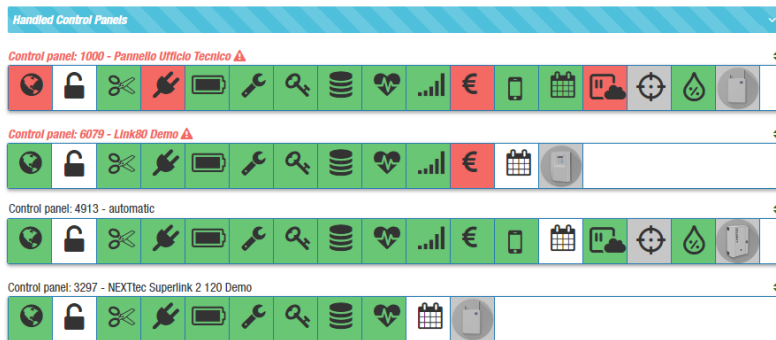 Handled Control Panels
Control panel: 1000 - Pannello Ufficio Tecnico
Control panel: 6079 - Link80 Demo
Control panel: 4913 - automatic
Control panel: 3297 - NEXTtec Superlink 2 120 Demo